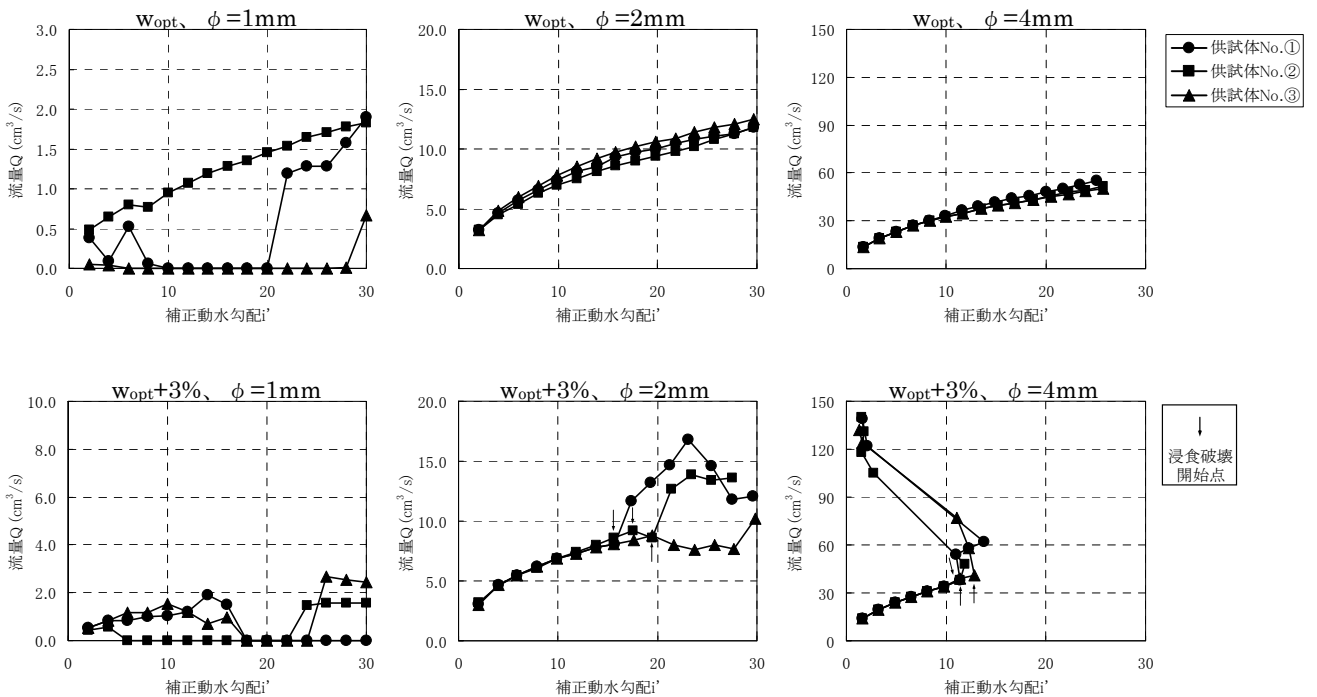 wopt、 φ=1mm
3.0
2.5
2.0
1.5
1.0
0.5
0.0
流量Q (cm³/s)
0 10 20 30
補正動水勾配i'
wopt、 φ=2mm
20.0
15.0
10.0
5.0
0.0
流量Q (cm³/s)
0 10 20 30
補正動水勾配i'
wopt、 φ=4mm
150
120
90
60
30
0
流量Q (cm³/s)
0 10 20 30
補正動水勾配i'
供試体No.①
供試体No.②
供試体No.③
wopt+3%、 φ=1mm
10.0
8.0
6.0
4.0
2.0
0.0
流量Q (cm³/s)
0 10 20 30
補正動水勾配i'
wopt+3%、 φ=2mm
20.0
15.0
10.0
5.0
0.0
流量Q (cm³/s)
0 10 20 30
補正動水勾配i'
wopt+3%、 φ=4mm
150
120
90
60
30
0
流量Q (cm³/s)
0 10 20 30
補正動水勾配i'
↓
浸食破壊
開始点